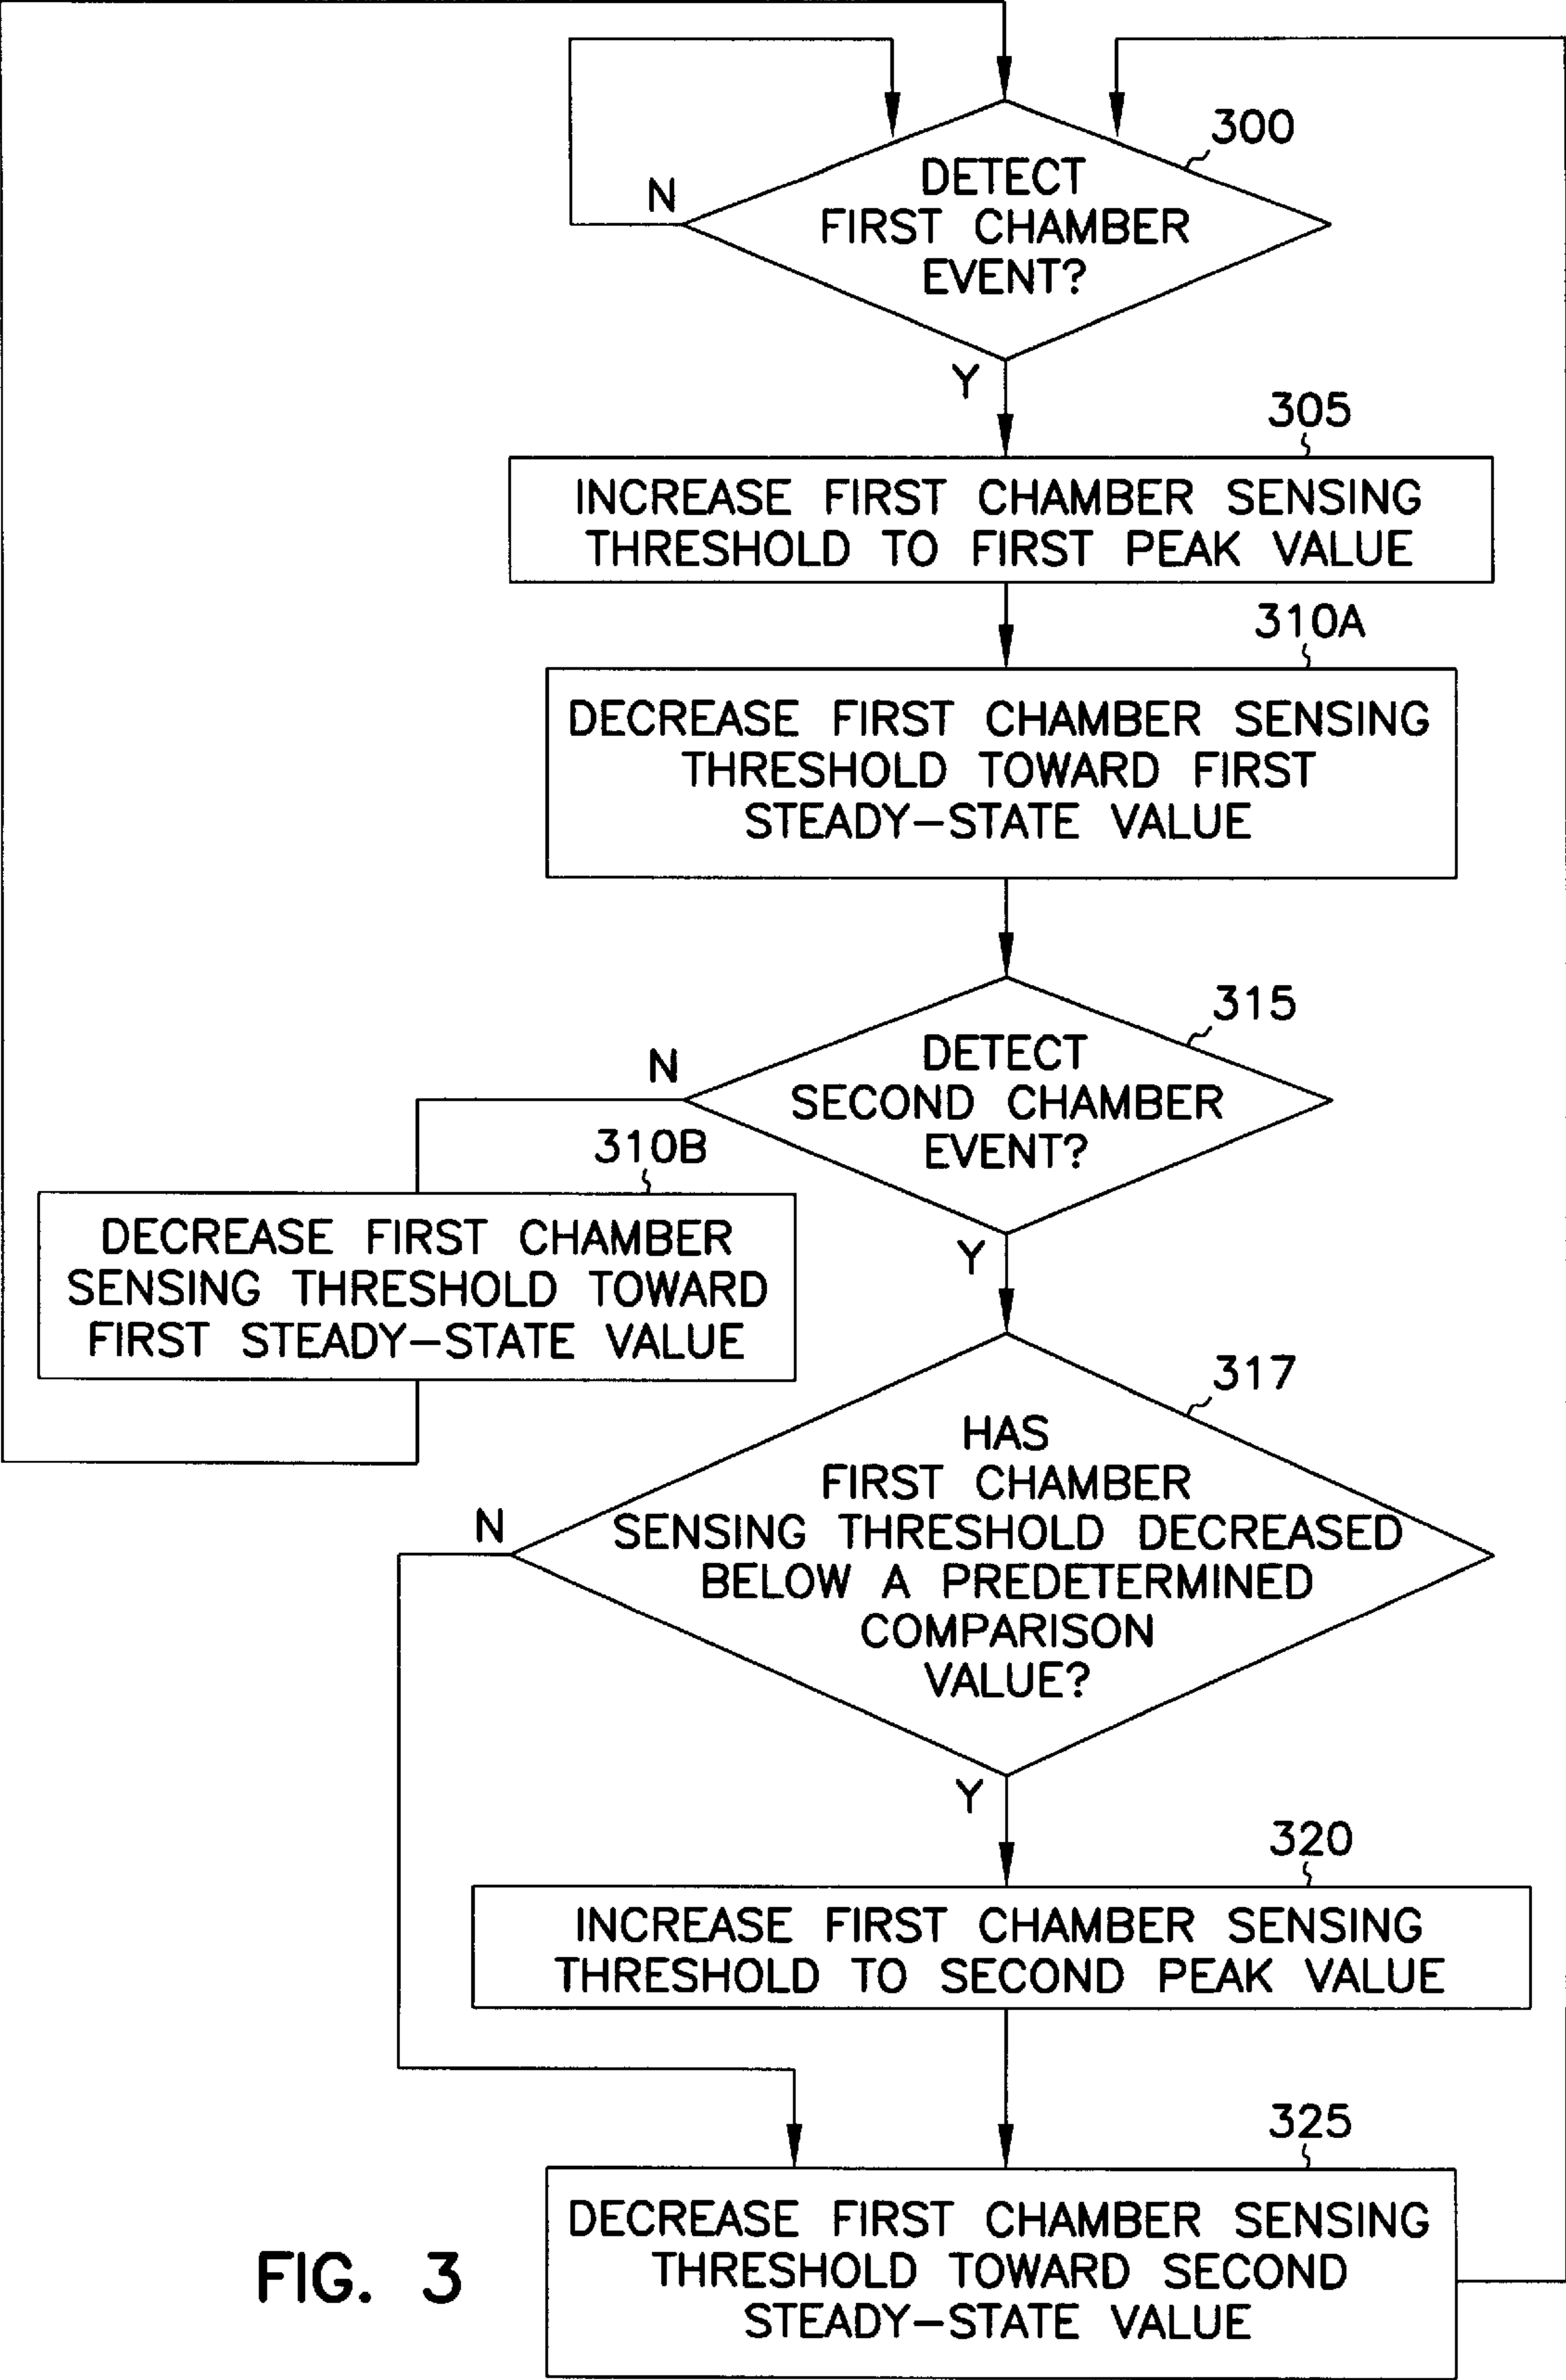 300
DETECT
FIRST CHAMBER
EVENT?
N
Y
305
INCREASE FIRST CHAMBER SENSING
THRESHOLD TO FIRST PEAK VALUE
310A
DECREASE FIRST CHAMBER SENSING
THRESHOLD TOWARD FIRST
STEADY-STATE VALUE
315
DETECT
SECOND CHAMBER
EVENT?
N
Y
310B
DECREASE FIRST CHAMBER
SENSING THRESHOLD TOWARD
FIRST STEADY-STATE VALUE
317
HAS
FIRST CHAMBER
SENSING THRESHOLD DECREASED
BELOW A PREDETERMINED
COMPARISON
VALUE?
N
Y
320
INCREASE FIRST CHAMBER SENSING
THRESHOLD TO SECOND PEAK VALUE
325
DECREASE FIRST CHAMBER SENSING
THRESHOLD TOWARD SECOND
STEADY-STATE VALUE
FIG. 3